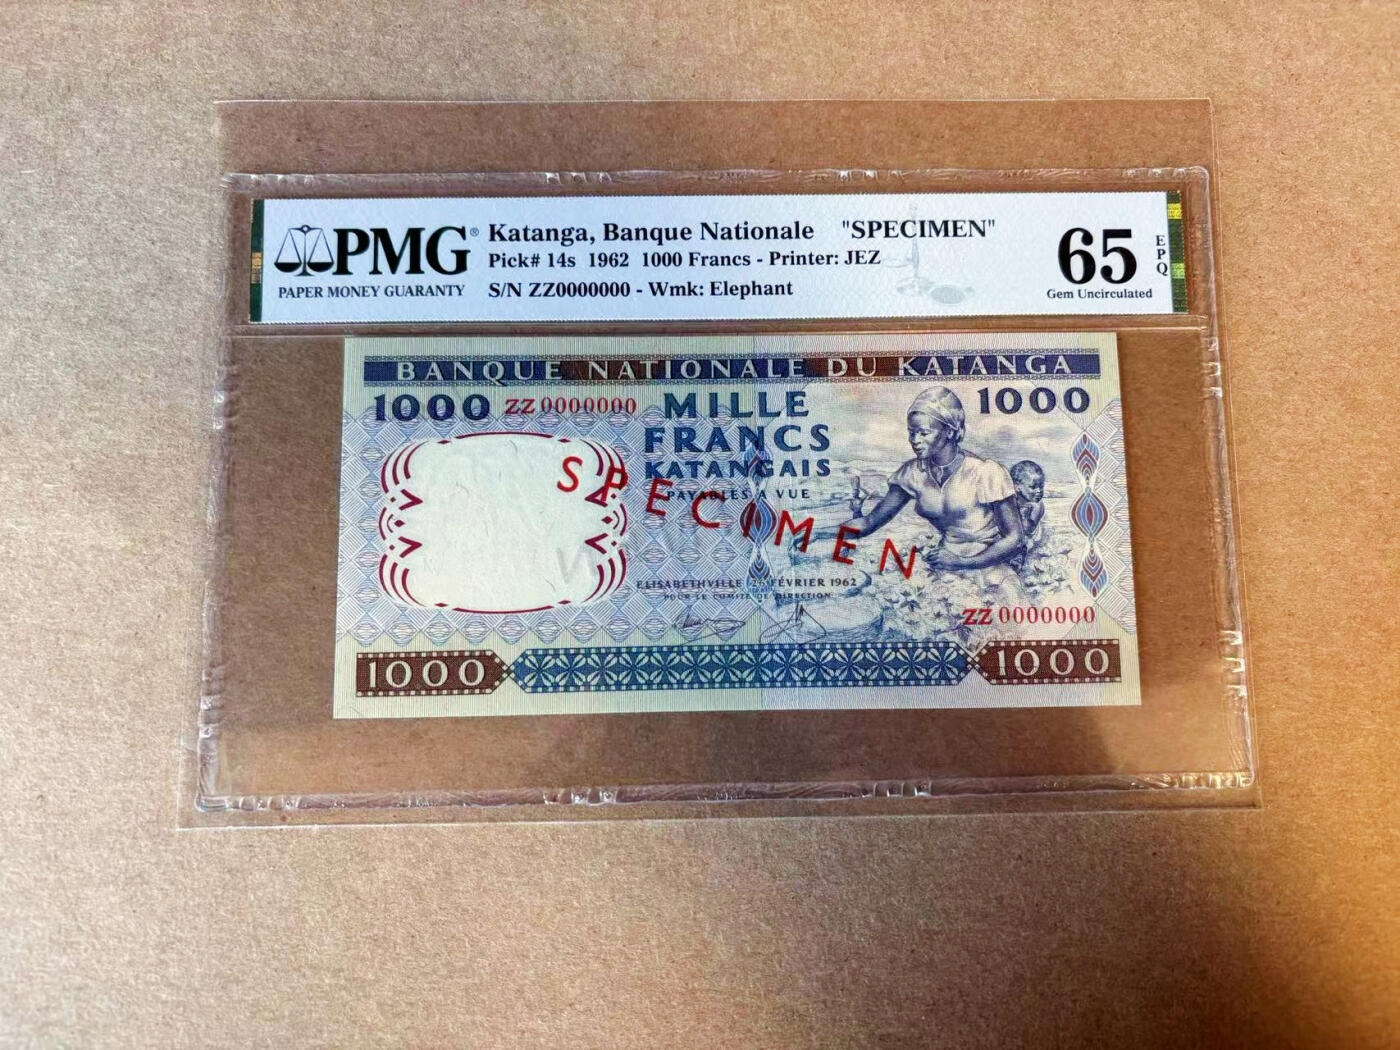 PMG®
PAPER MONEY GUARANTY
Katanga, Banque Nationale "SPECIMEN"
Pick# 14s 1962 1000 Francs - Printer: JEZ
S/N ZZ0000000 - Wmk: Elephant
65
EPQ
Gem Uncirculated
BANQUE NATIONALE DU KATANGA
1000 ZZ 0000000 MILLE 1000
FRANCS
KATANGAIS
PAYABLES A VUE
SPECIMEN
ELISABETHVILLE 26 FÉVRIER 1962
POUR LE COMITE DE DIRECTION
ZZ 0000000
1000 1000